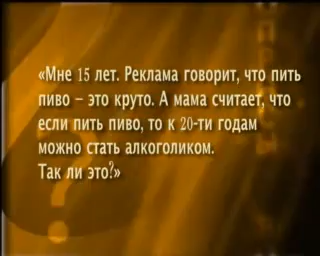 «Мне 15 лет. Реклама говорит, что пить
пиво – это круто. А мама считает, что
если пить пиво, то к 20-ти годам
можно стать алкоголиком.
Так ли это?»